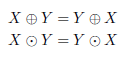 X ⊕ Y = Y ⊕ X
X ⊙ Y = Y ⊙ X